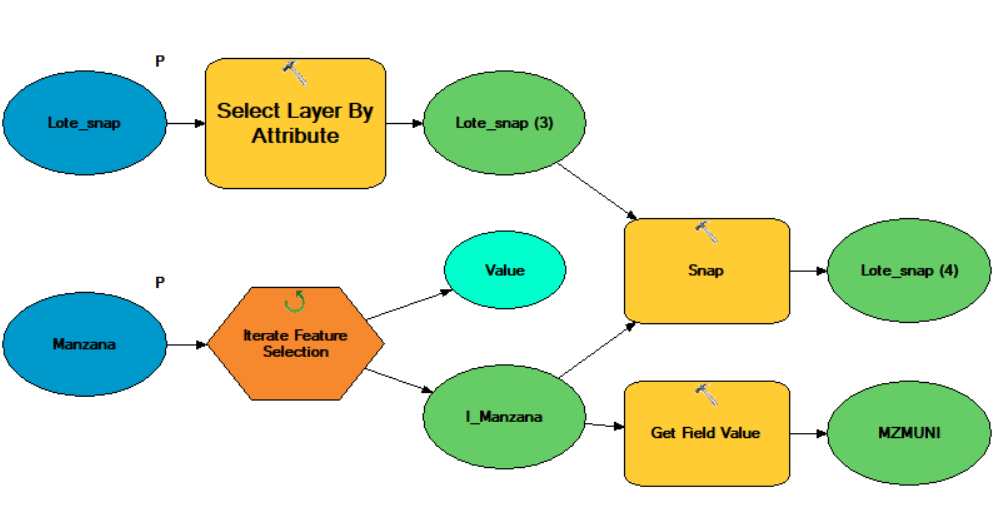 P
Lote_snap
Select Layer By
Attribute
Lote_snap (3)
Snap
Lote_snap (4)
P
Manzana
Iterate Feature
Selection
Value
I_Manzana
Get Field Value
MZMUNI